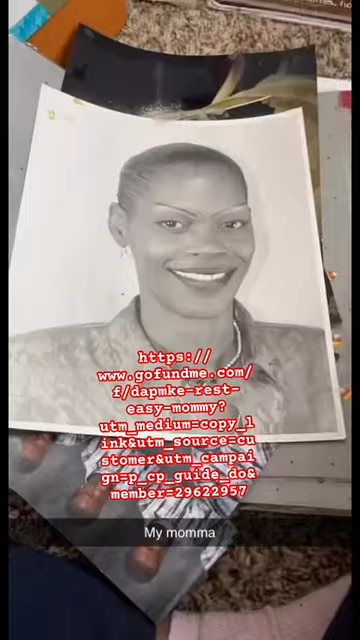 https://
www.gofundme.com/
f/dapmke-rest-
easy-mommy?
utm_medium=copy_l
ink&utm_source=cu
stomer&utm_campai
gn=p_cp_guide_do&
member=29622957
My momma